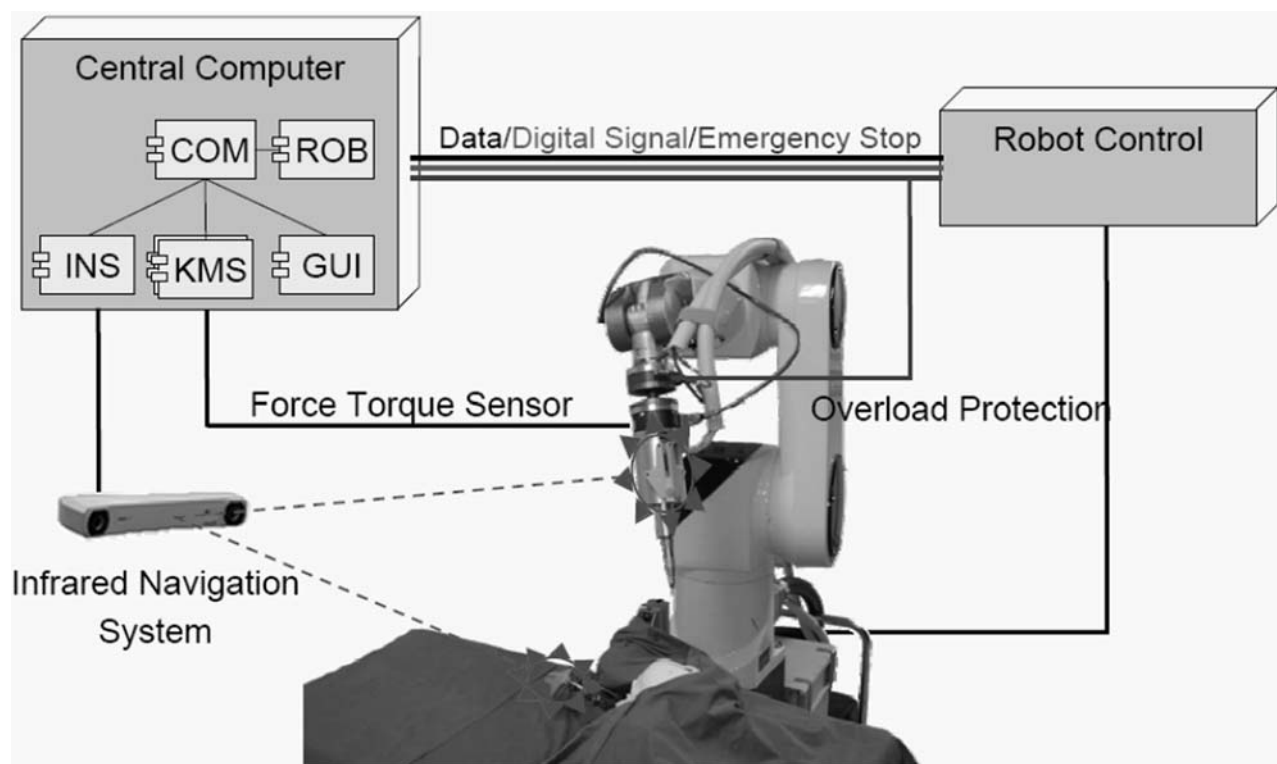 Central Computer
COM
ROB
INS
KMS
GUI
Data/Digital Signal/Emergency Stop
Robot Control
Force Torque Sensor
Overload Protection
Infrared Navigation
System